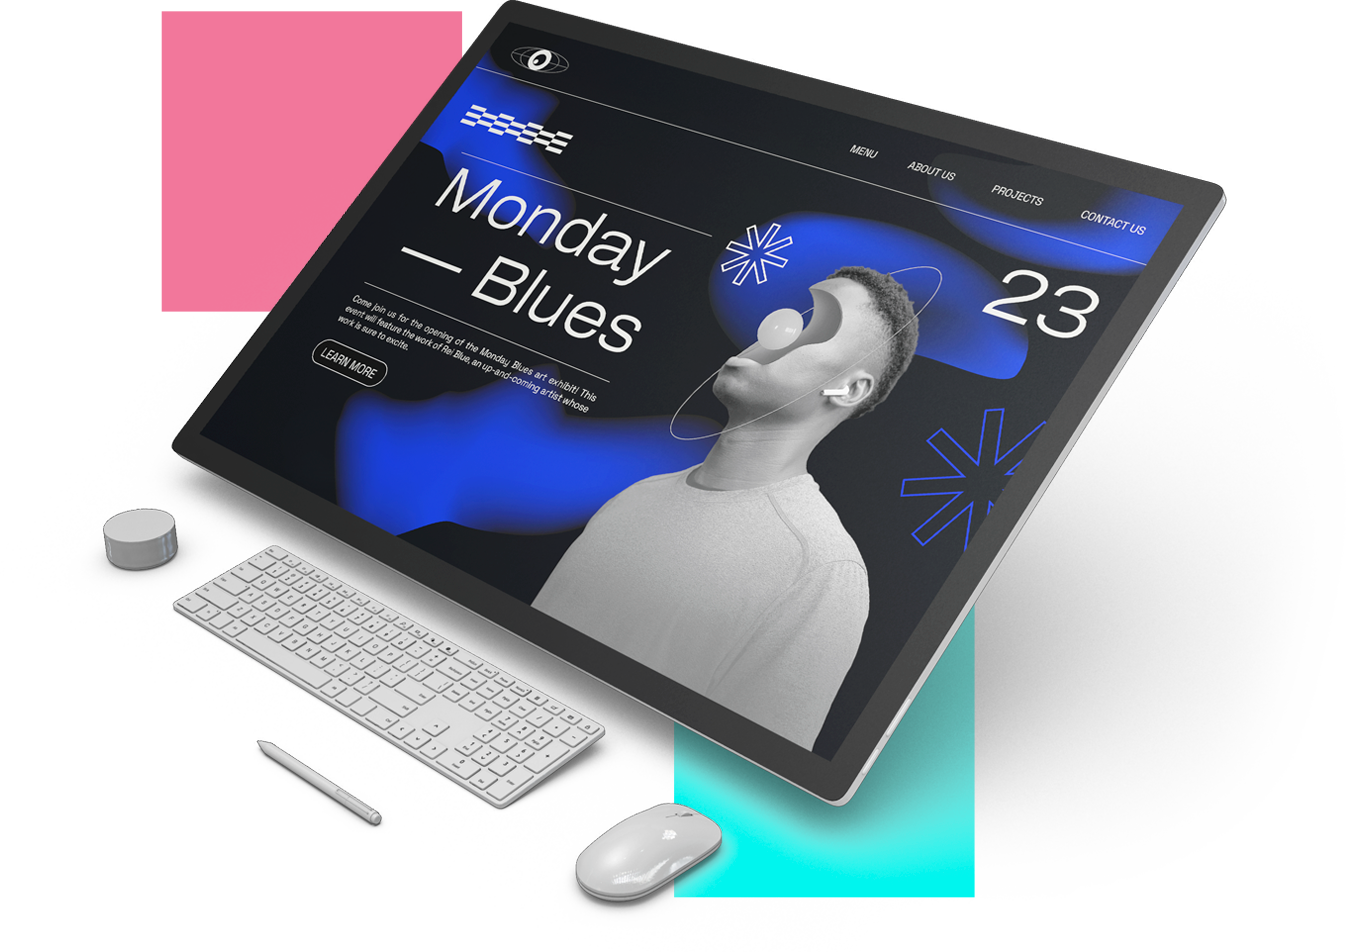 MENU
ABOUT US
PROJECTS
CONTACT US
Monday
— Blues
23
Come join us for the opening of the Monday Blues art exhibit! This
event will feature the work of Rei Blue, an up-and-coming artist whose
work is sure to excite.
LEARN MORE